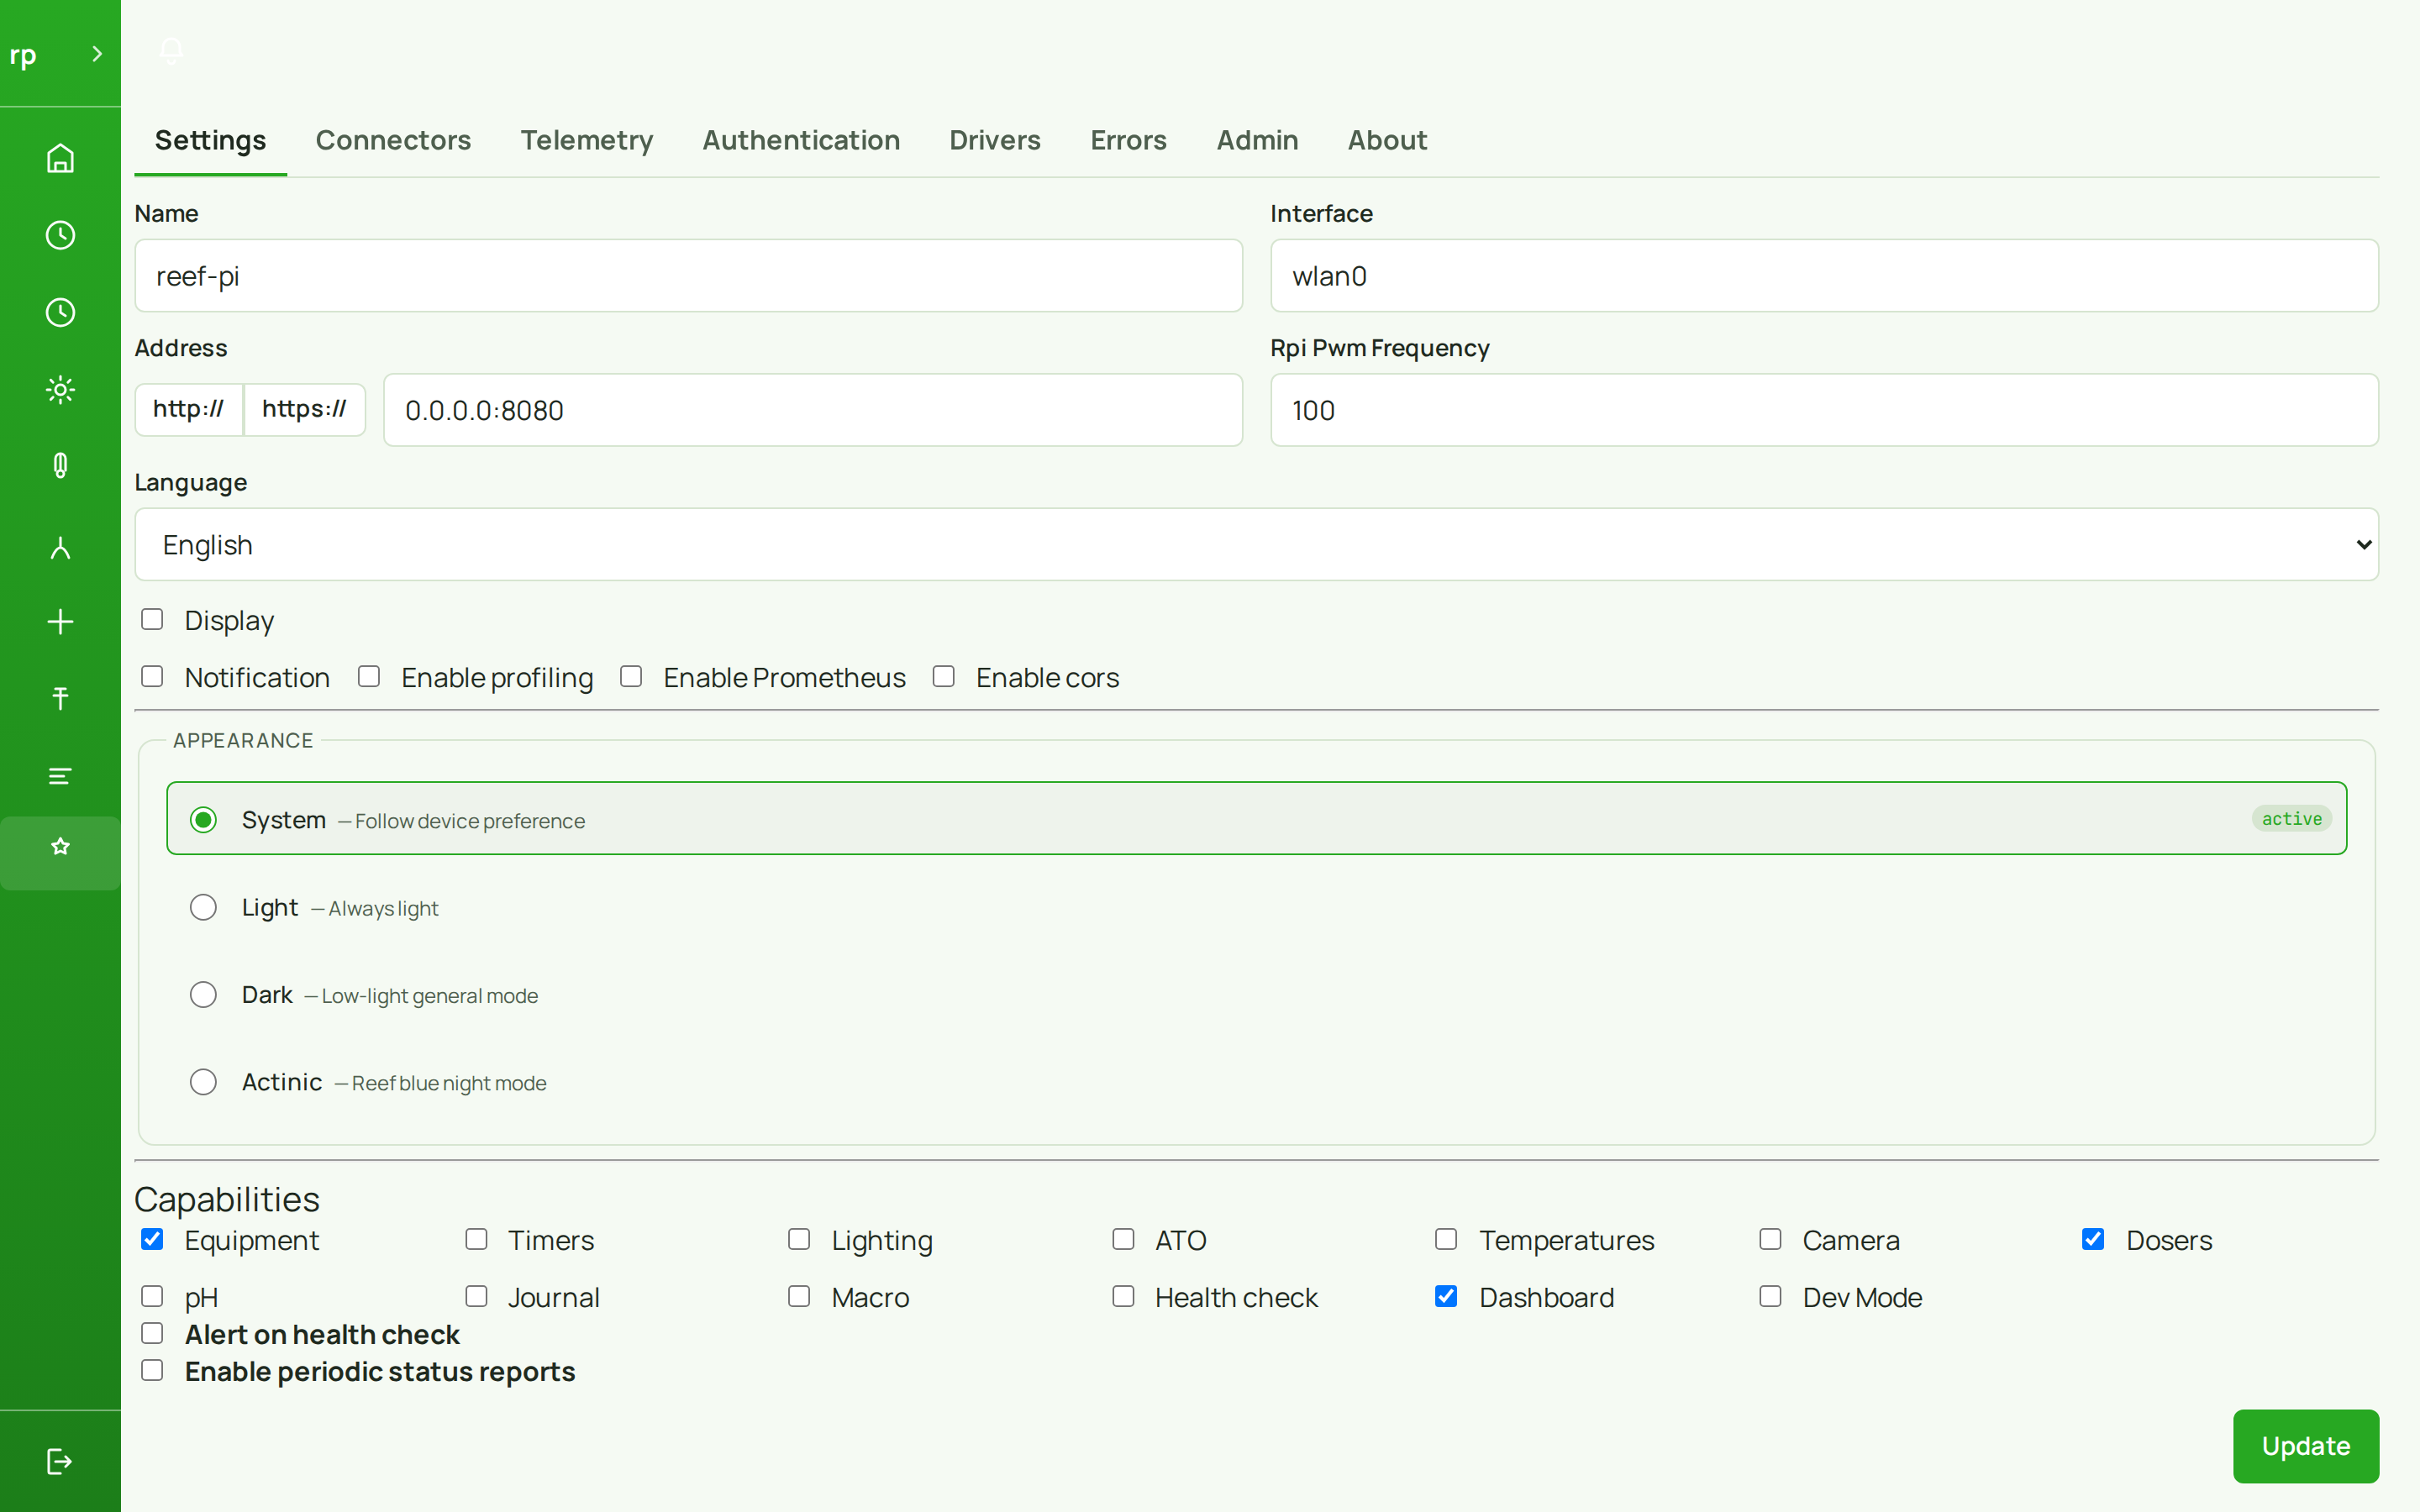 rp
Settings Connectors Telemetry Authentication Drivers Errors Admin About
Name Interface
reef-pi wlan0
Address Rpi Pwm Frequency
http:// https:// 0.0.0.0:8080 100
Language
English
Display
Notification Enable profiling Enable Prometheus Enable cors
APPEARANCE
System — Follow device preference active
Light — Always light
Dark — Low-light general mode
Actinic — Reef blue night mode
Capabilities
Equipment Timers Lighting ATO Temperatures Camera Dosers
pH Journal Macro Health check Dashboard Dev Mode
Alert on health check
Enable periodic status reports
Update